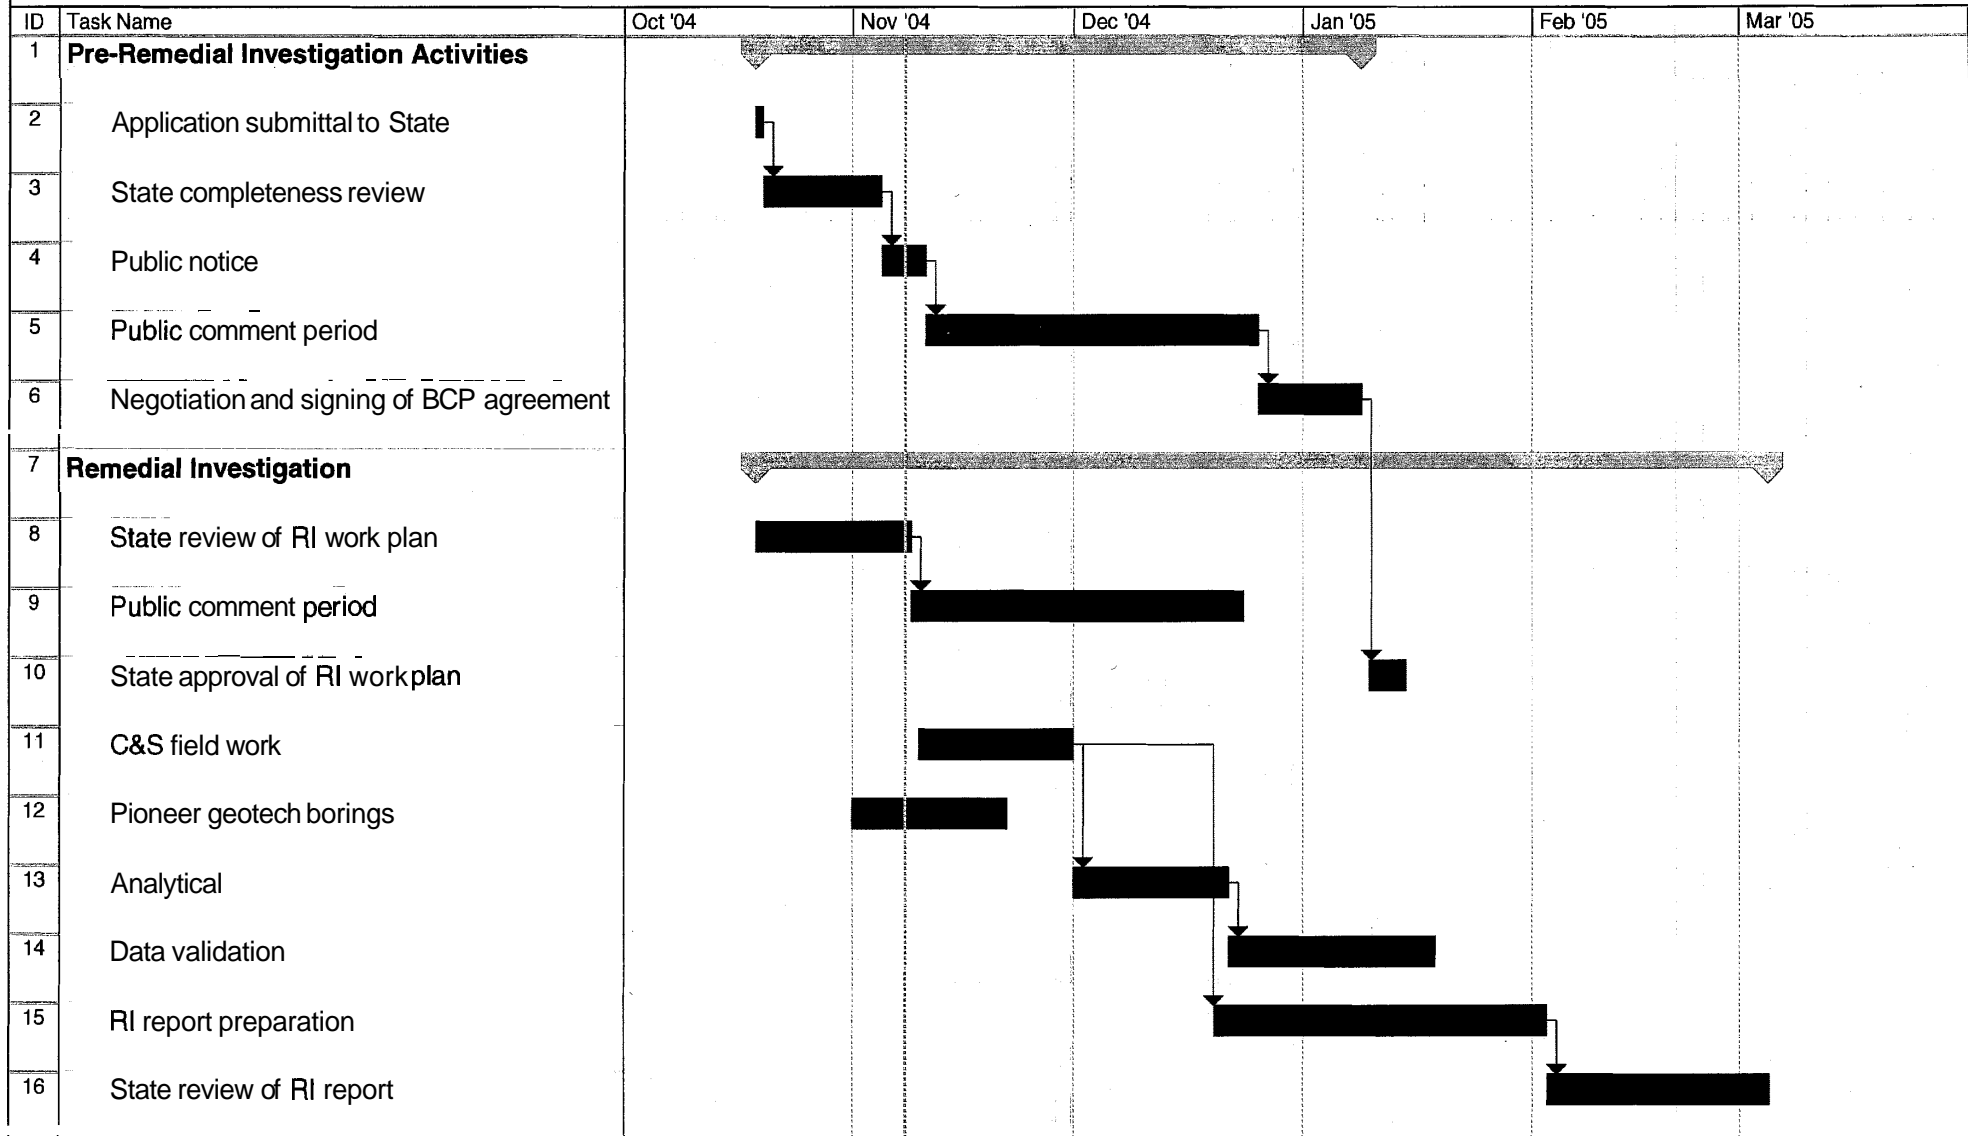 ID Task Name Oct '04 Nov '04 Dec '04 Jan '05 Feb '05 Mar '05
1 Pre-Remedial Investigation Activities
2 Application submittal to State
3 State completeness review
4 Public notice
5 Public comment period
6 Negotiation and signing of BCP agreement
7 Remedial Investigation
8 State review of RI work plan
9 Public comment period
10 State approval of RI work plan
11 C&S field work
12 Pioneer geotech borings
13 Analytical
14 Data validation
15 RI report preparation
16 State review of RI report